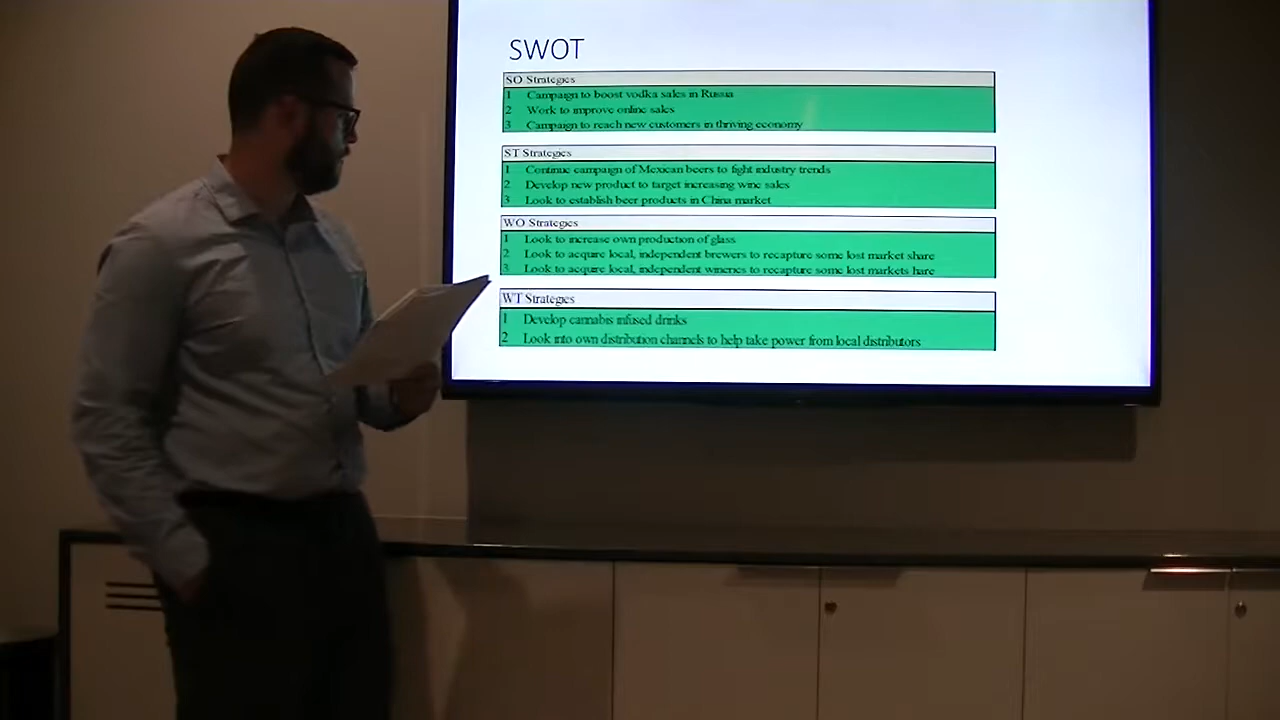 SWOT
SO Strategies
1 Campaign to boost vodka sales in Russia
2 Work to improve online sales
3 Campaign to reach new customers in thriving economy
ST Strategies
1 Continue campaign of Mexican beers to fight industry trends
2 Develop new product to target increasing wine sales
3 Look to establish beer products in China market
WO Strategies
1 Look to increase own production of glass
2 Look to acquire local, independent brewers to recapture some lost market share
3 Look to acquire local, independent wineries to recapture some lost markets hare
WT Strategies
1 Develop cannabis infused drinks
2 Look into own distribution channels to help take power from local distributors